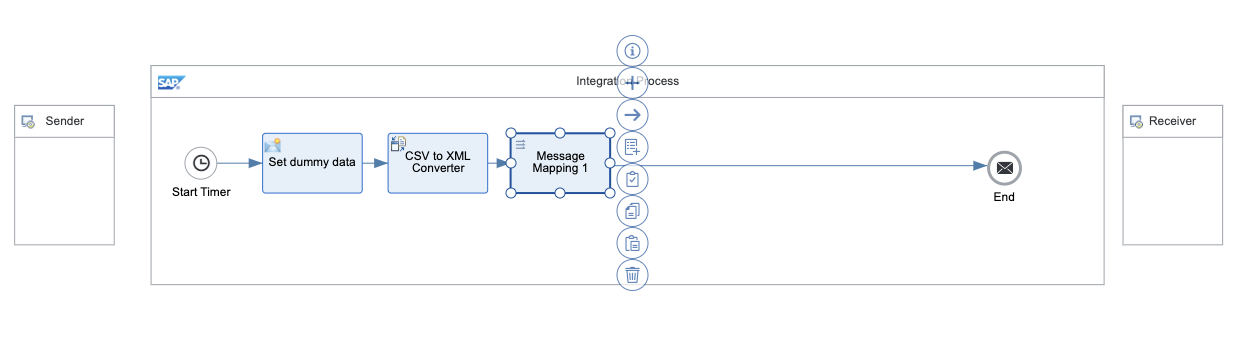 SAP
Integration Process
Sender
Receiver
Set dummy data
CSV to XML
Converter
Message
Mapping 1
Start Timer
End